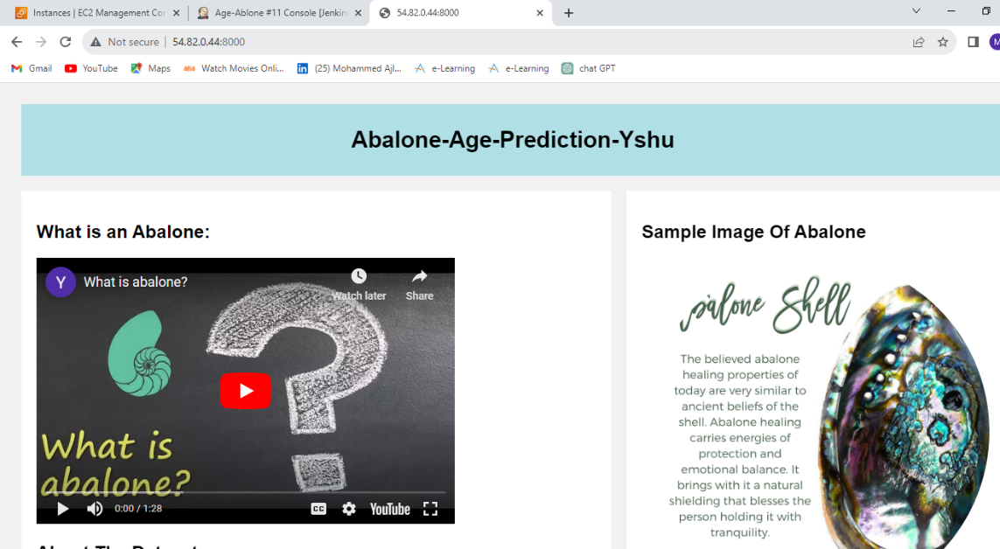 Instances | EC2 Management Cor
Age-Ablone #11 Console [Jenkin
54.82.0.44:8000
Not secure
54.82.0.44:8000
Gmail
YouTube
Maps
Watch Movies Onli...
(25) Mohammed Ajl...
e-Learning
e-Learning
chat GPT
Abalone-Age-Prediction-Yshu
What is an Abalone:
Y
What is abalone?
Watch later
Share
What is
abalone?
0:00 / 1:28
CC
YouTube
Sample Image Of Abalone
Shell
The believed abalone
healing properties of
today are very similar to
ancient beliefs of the
shell. Abalone healing
carries energies of
protection and
emotional balance. It
brings with it a natural
shielding that blesses the
person holding it with
tranquility.